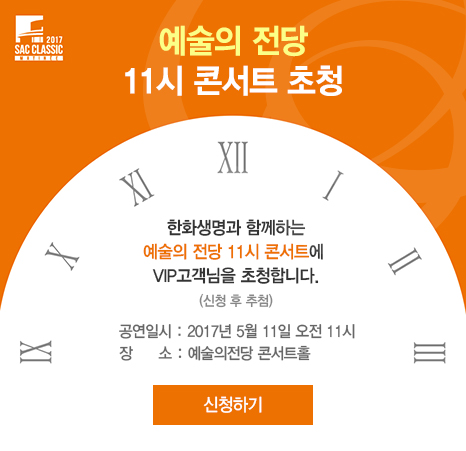 2017
SAC CLASSIC
MATINEE
예술의 전당
11시 콘서트 초청
XII
XI
I
X
II
IX
III
한화생명과 함께하는
예술의 전당 11시 콘서트에
VIP고객님을 초청합니다.
(신청 후 추첨)
공연일시 : 2017년 5월 11일 오전 11시
장 소 : 예술의전당 콘서트홀
신청하기